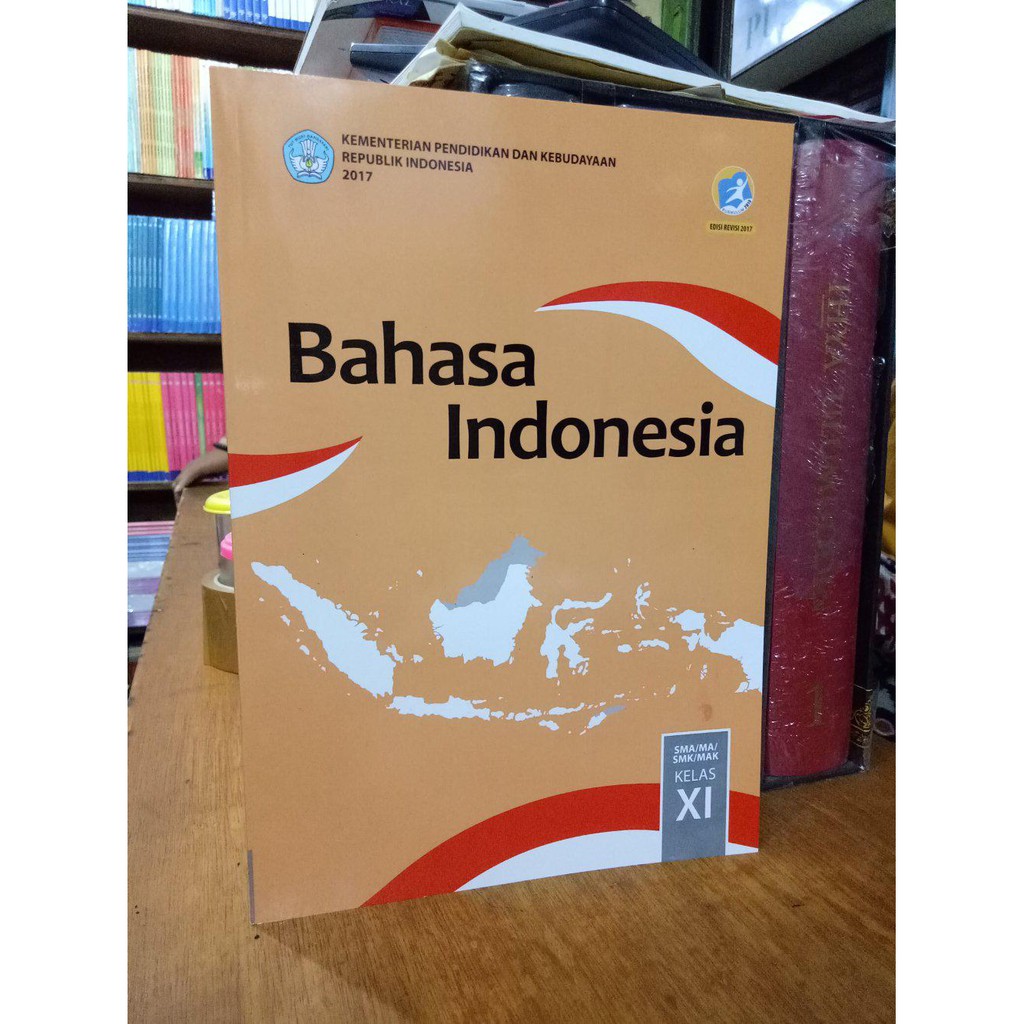 KEMENTERIAN PENDIDIKAN DAN KEBUDAYAAN
REPUBLIK INDONESIA
2017
EDISI REVISI 2017
Bahasa
Indonesia
SMA/MA/
SMK/MAK
KELAS
XI